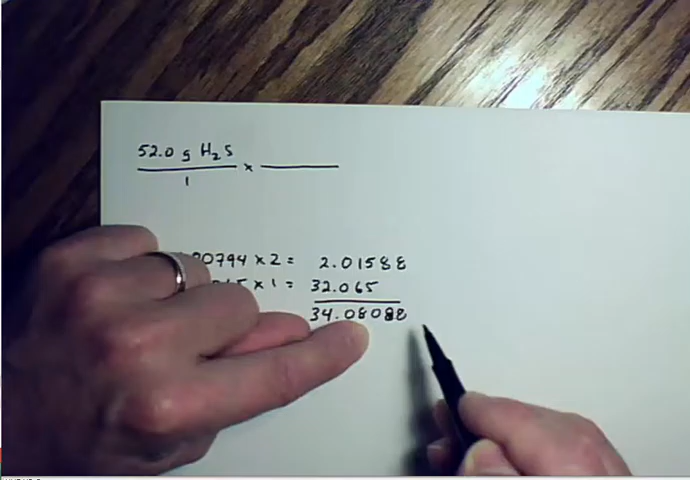 52.0 g H₂S
1 ×
00794 × 2 = 2.01588
× 1 = 32.065
34.08088